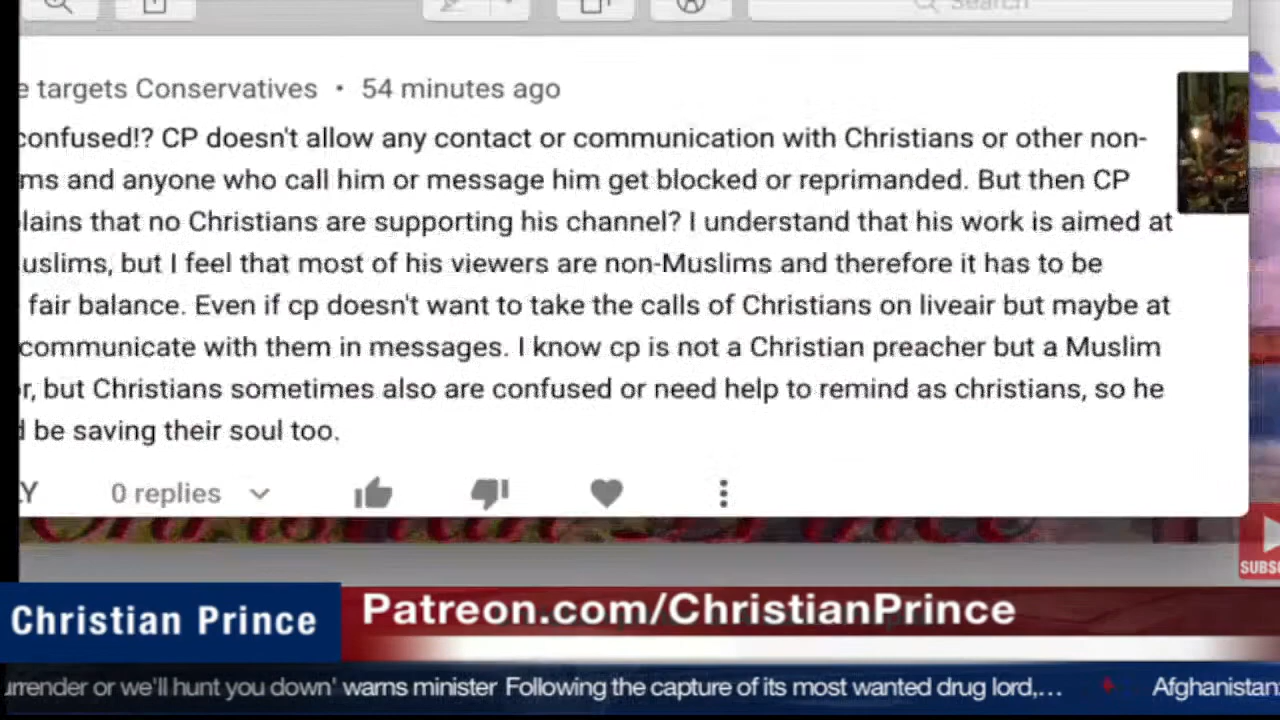 Search
e targets Conservatives • 54 minutes ago
confused!? CP doesn't allow any contact or communication with Christians or other non-
ms and anyone who call him or message him get blocked or reprimanded. But then CP
lains that no Christians are supporting his channel? I understand that his work is aimed at
uslims, but I feel that most of his viewers are non-Muslims and therefore it has to be
fair balance. Even if cp doesn't want to take the calls of Christians on liveair but maybe at
communicate with them in messages. I know cp is not a Christian preacher but a Muslim
r, but Christians sometimes also are confused or need help to remind as christians, so he
d be saving their soul too.
LY 0 replies
Christian Prince
SUBSC
Christian Prince
Patreon.com/ChristianPrince
urrender or we'll hunt you down' warns minister Following the capture of its most wanted drug lord,... Afghanistan: